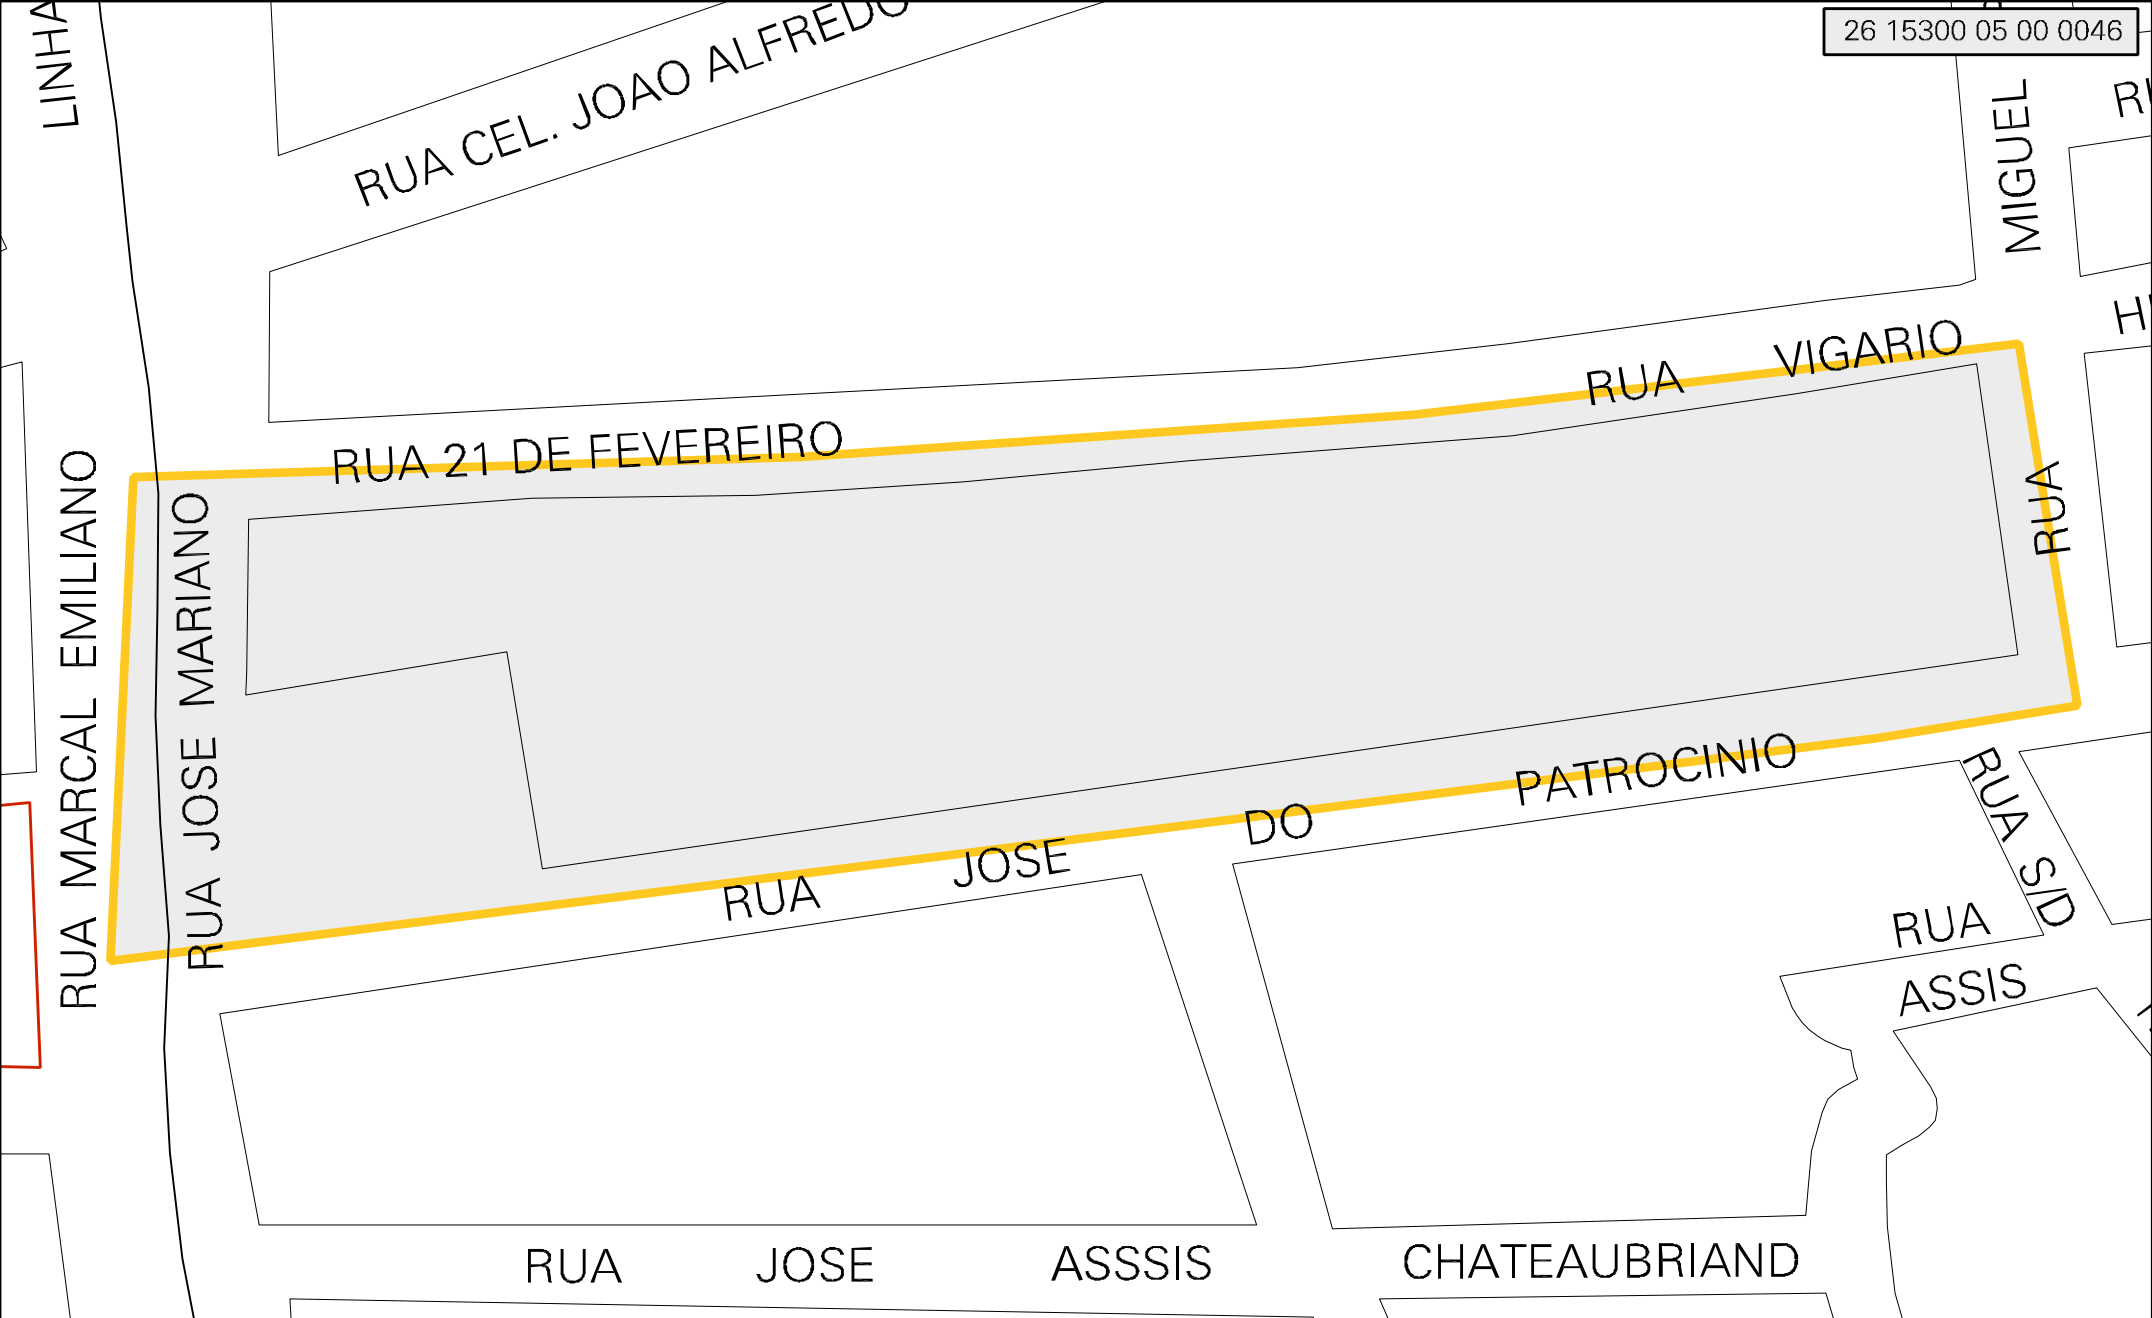 26 15300 05 00 0046
LINHA
RUA CEL. JOAO ALFREDO
MIGUEL
RUA 21 DE FEVEREIRO
RUA VIGARIO
RUA
RUA MARCAL EMILIANO
RUA JOSE MARIANO
RUA JOSE DO PATROCINIO
RUA S/D
RUA
ASSIS
RUA JOSE ASSSIS CHATEAUBRIAND